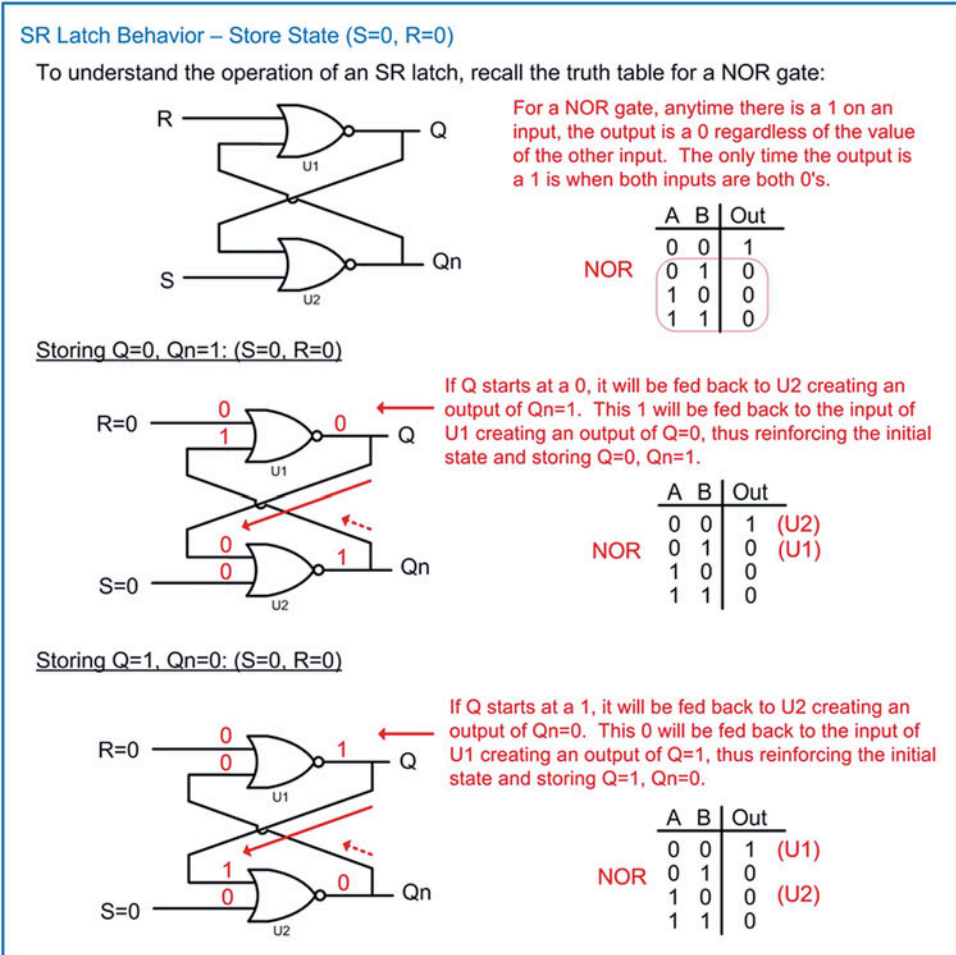 SR Latch Behavior – Store State (S=0, R=0)
To understand the operation of an SR latch, recall the truth table for a NOR gate:
R
Q
U1
S
Qn
U2
For a NOR gate, anytime there is a 1 on an
input, the output is a 0 regardless of the value
of the other input. The only time the output is
a 1 is when both inputs are both 0's.
A B Out
0 0 1
NOR 0 1 0
1 0 0
1 1 0
Storing Q=0, Qn=1: (S=0, R=0)
R=0
0
1
0
Q
U1
0
0
1
Qn
S=0
U2
If Q starts at a 0, it will be fed back to U2 creating an
output of Qn=1. This 1 will be fed back to the input of
U1 creating an output of Q=0, thus reinforcing the initial
state and storing Q=0, Qn=1.
A B Out
0 0 1 (U2)
NOR 0 1 0 (U1)
1 0 0
1 1 0
Storing Q=1, Qn=0: (S=0, R=0)
R=0
0
0
1
Q
U1
1
0
0
Qn
S=0
U2
If Q starts at a 1, it will be fed back to U2 creating an
output of Qn=0. This 0 will be fed back to the input of
U1 creating an output of Q=1, thus reinforcing the initial
state and storing Q=1, Qn=0.
A B Out
0 0 1 (U1)
NOR 0 1 0
1 0 0 (U2)
1 1 0